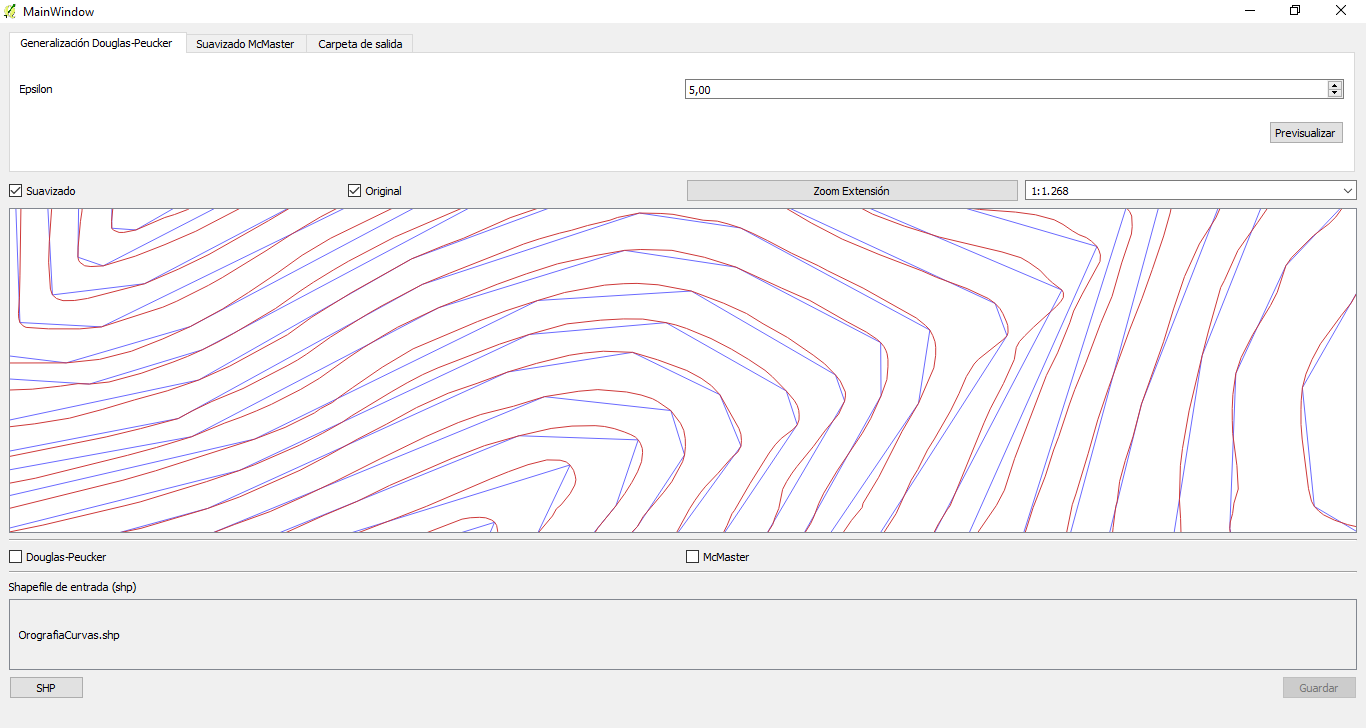 MainWindow
Generalización Douglas-Peucker
Suavizado McMaster
Carpeta de salida
Epsilon
5,00
Previsualizar
Suavizado
Original
Zoom Extensión
1:1.268
Douglas-Peucker
McMaster
Shapefile de entrada (shp)
OrografiaCurvas.shp
SHP
Guardar